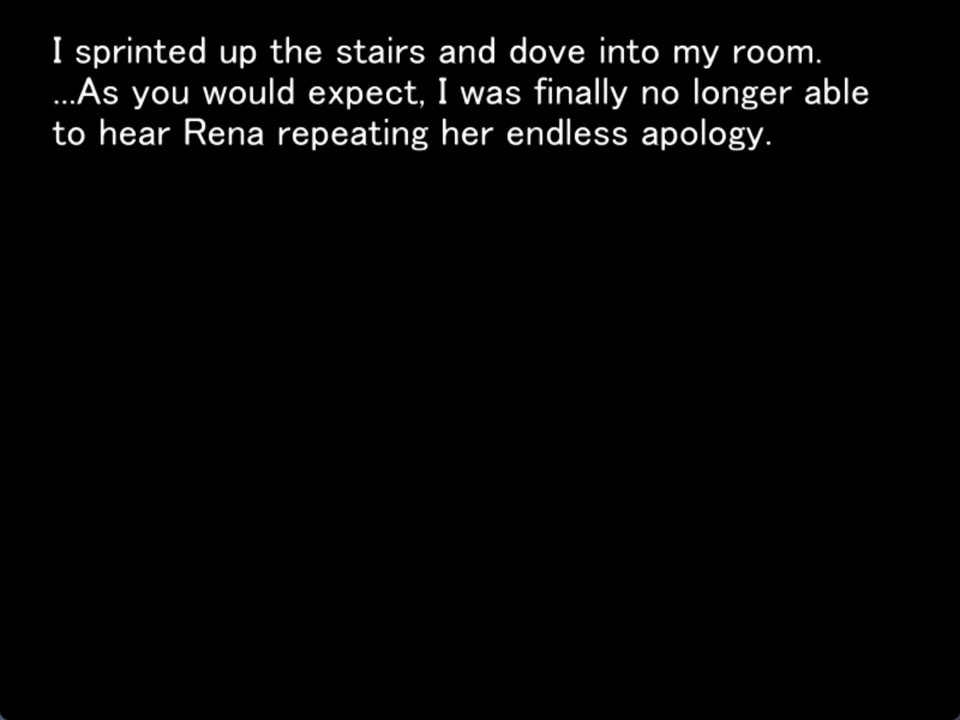 I sprinted up the stairs and dove into my room.
...As you would expect, I was finally no longer able
to hear Rena repeating her endless apology.